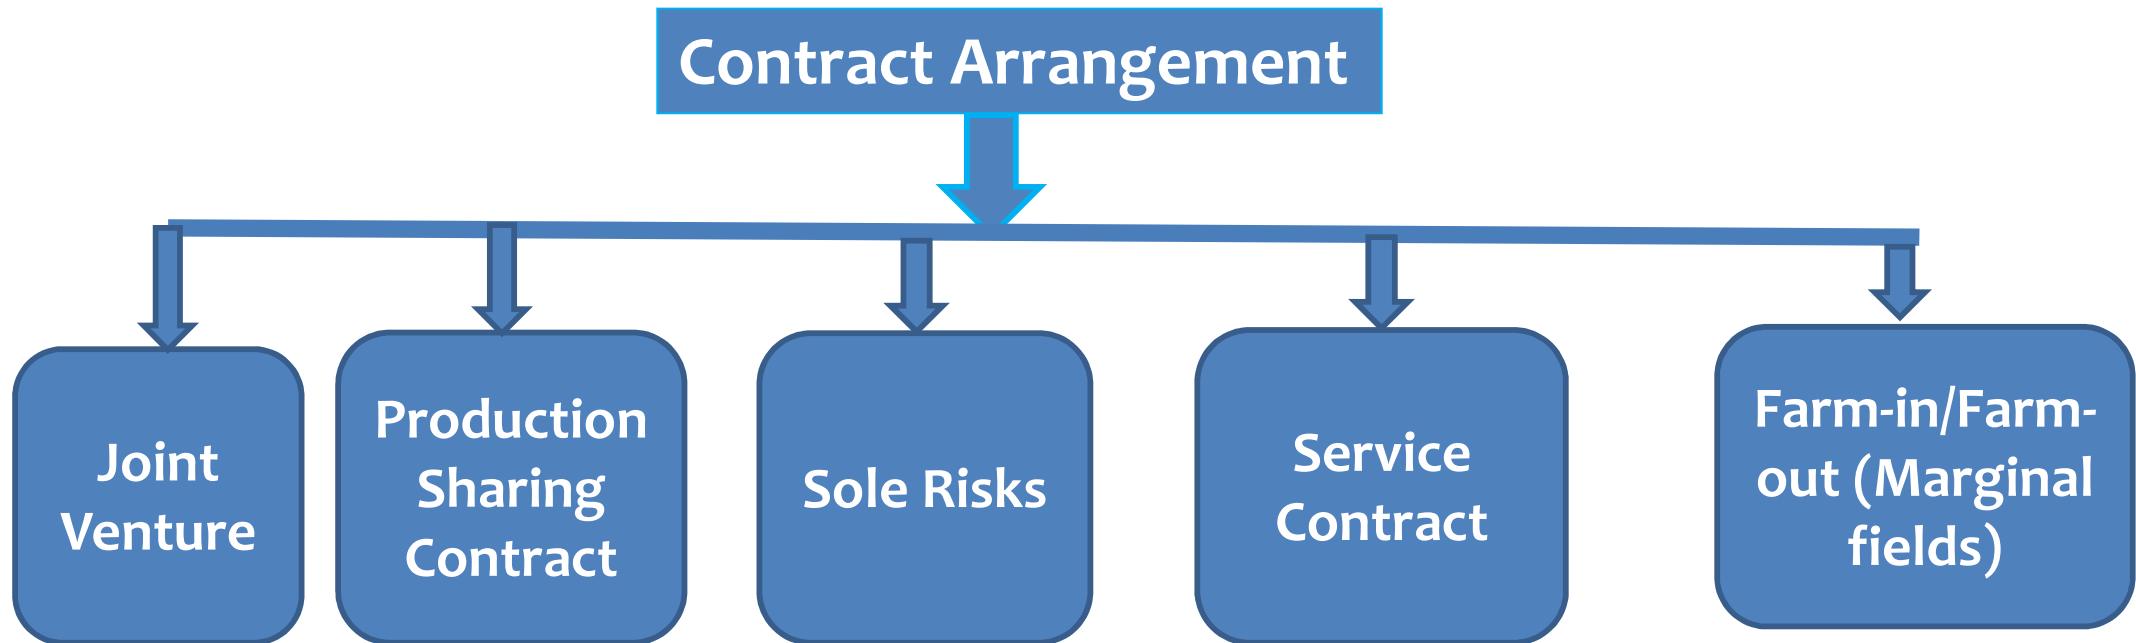 Contract Arrangement
Joint
Venture
Production
Sharing
Contract
Sole Risks
Service
Contract
Farm-in/Farm-
out (Marginal
fields)